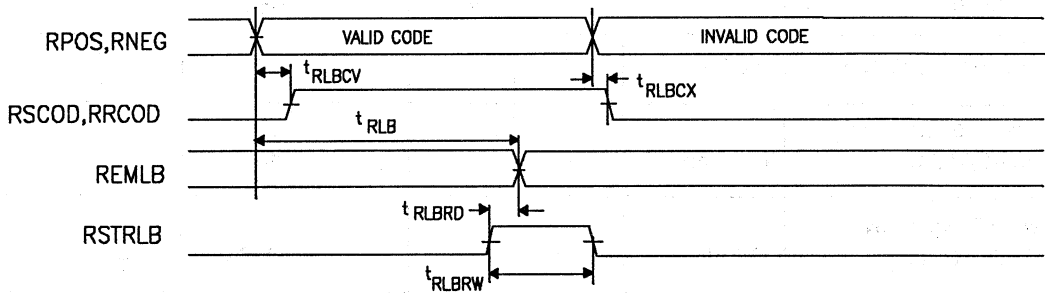 RPOS,RNEG
VALID CODE
INVALID CODE
tRLBCV
tRLBCX
RSCOD,RRCOD
tRLB
REMLB
tRLBRD
RSTRLB
tRLBRW